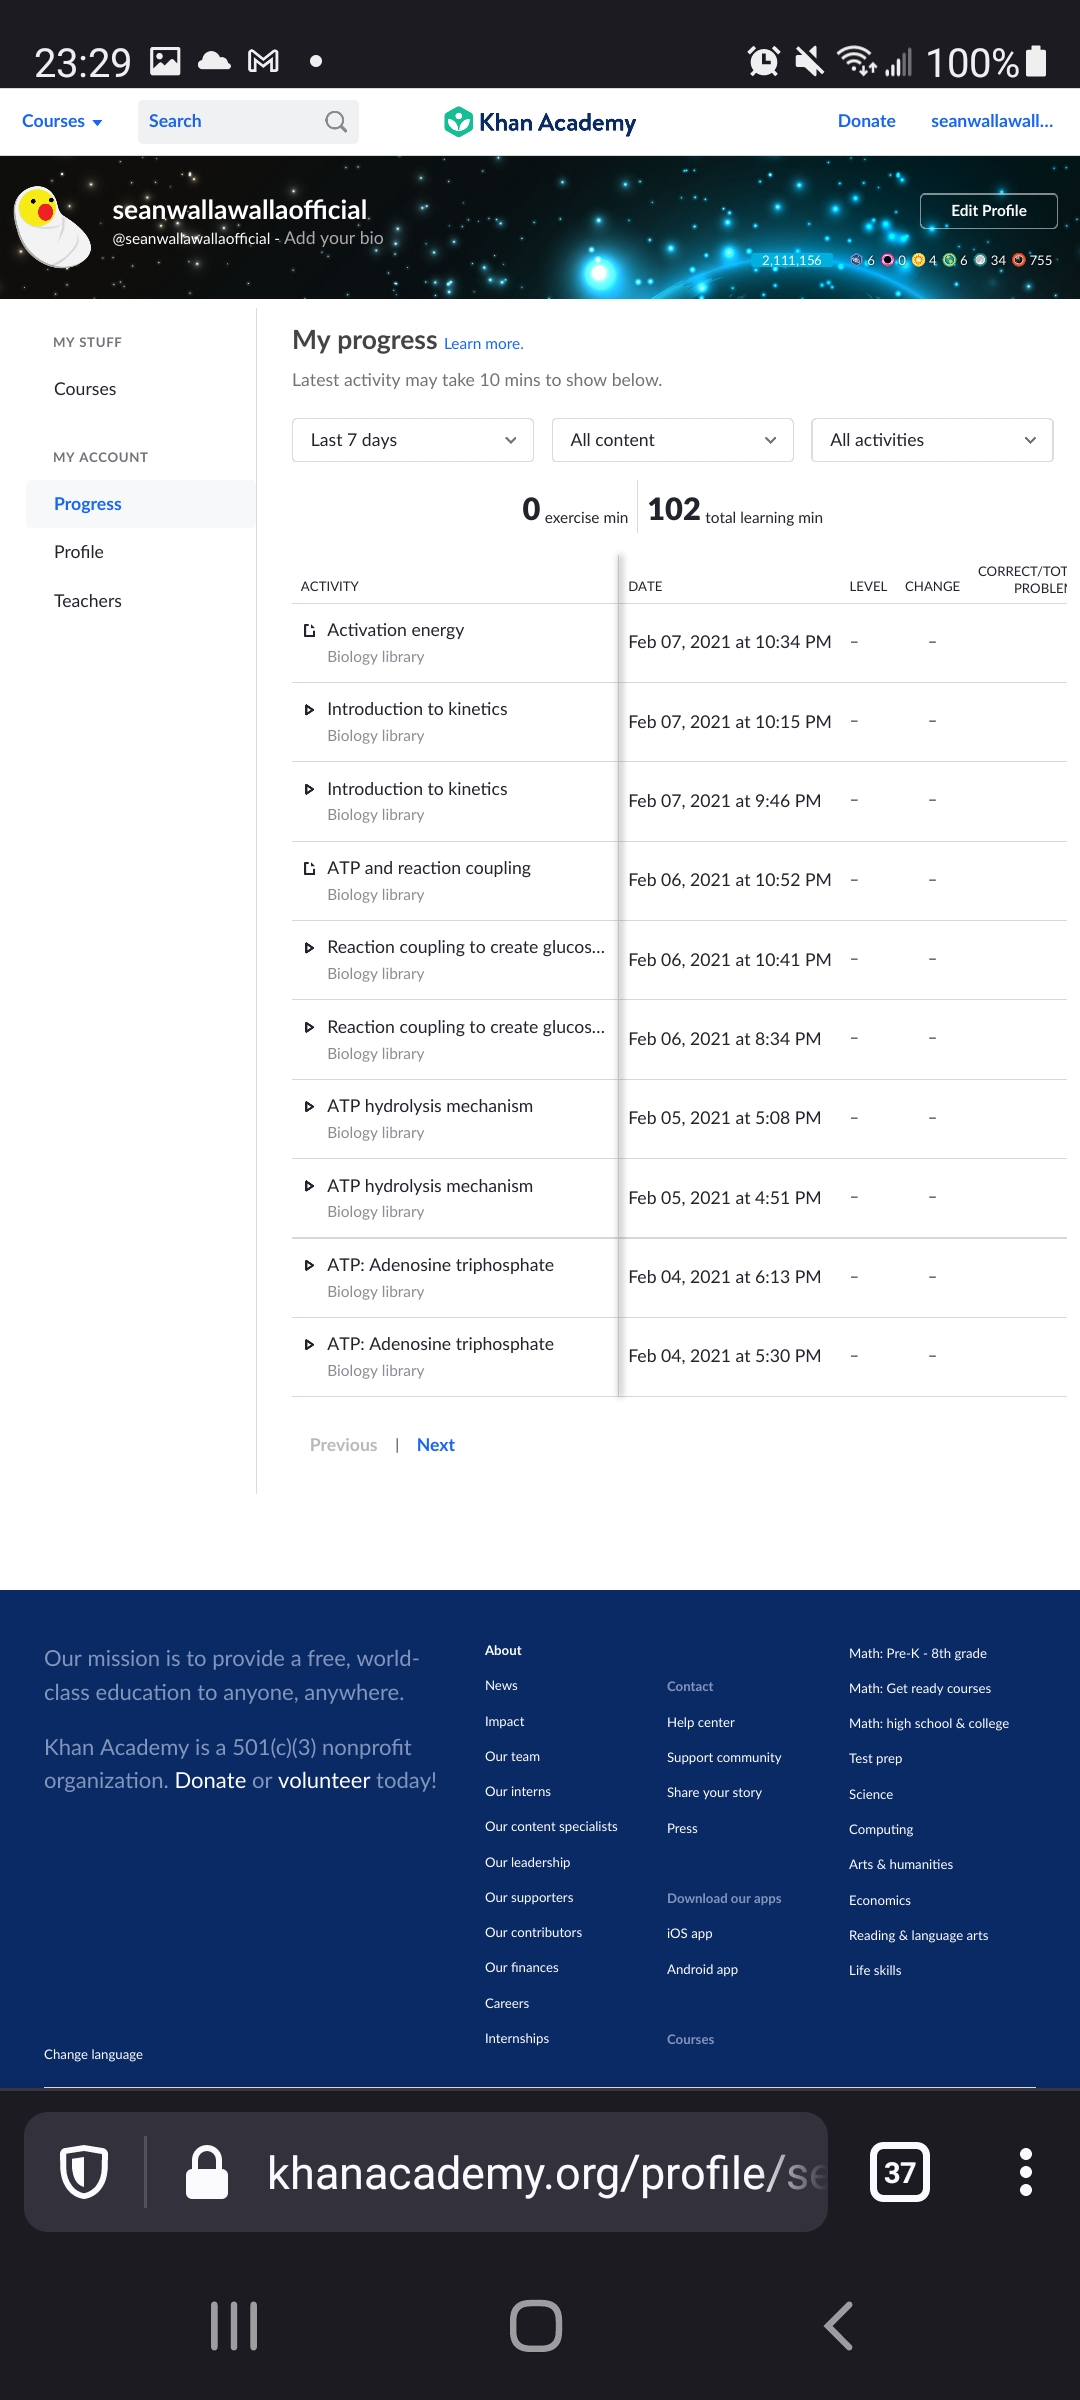 23:29
100%
Courses
Search
Khan Academy
Donate
seanwallawall...
seanwallawallaofficial
@seanwallawallaofficial - Add your bio
Edit Profile
2,111,156
6 0 4 6 34 755
MY STUFF
Courses
MY ACCOUNT
Progress
Profile
Teachers
My progress Learn more.
Latest activity may take 10 mins to show below.
Last 7 days
All content
All activities
0 exercise min
102 total learning min
ACTIVITY DATE LEVEL CHANGE CORRECT/TOT
PROBLEM
Activation energy
Biology library
Feb 07, 2021 at 10:34 PM – –
Introduction to kinetics
Biology library
Feb 07, 2021 at 10:15 PM – –
Introduction to kinetics
Biology library
Feb 07, 2021 at 9:46 PM – –
ATP and reaction coupling
Biology library
Feb 06, 2021 at 10:52 PM – –
Reaction coupling to create glucos...
Biology library
Feb 06, 2021 at 10:41 PM – –
Reaction coupling to create glucos...
Biology library
Feb 06, 2021 at 8:34 PM – –
ATP hydrolysis mechanism
Biology library
Feb 05, 2021 at 5:08 PM – –
ATP hydrolysis mechanism
Biology library
Feb 05, 2021 at 4:51 PM – –
ATP: Adenosine triphosphate
Biology library
Feb 04, 2021 at 6:13 PM – –
ATP: Adenosine triphosphate
Biology library
Feb 04, 2021 at 5:30 PM – –
Previous | Next
Our mission is to provide a free, world-
class education to anyone, anywhere.
Khan Academy is a 501(c)(3) nonprofit
organization. Donate or volunteer today!
Change language
About
News
Impact
Our team
Our interns
Our content specialists
Our leadership
Our supporters
Our contributors
Our finances
Careers
Internships
Contact
Help center
Support community
Share your story
Press
Download our apps
iOS app
Android app
Courses
Math: Pre-K - 8th grade
Math: Get ready courses
Math: high school & college
Test prep
Science
Computing
Arts & humanities
Economics
Reading & language arts
Life skills
khanacademy.org/profile/se
37